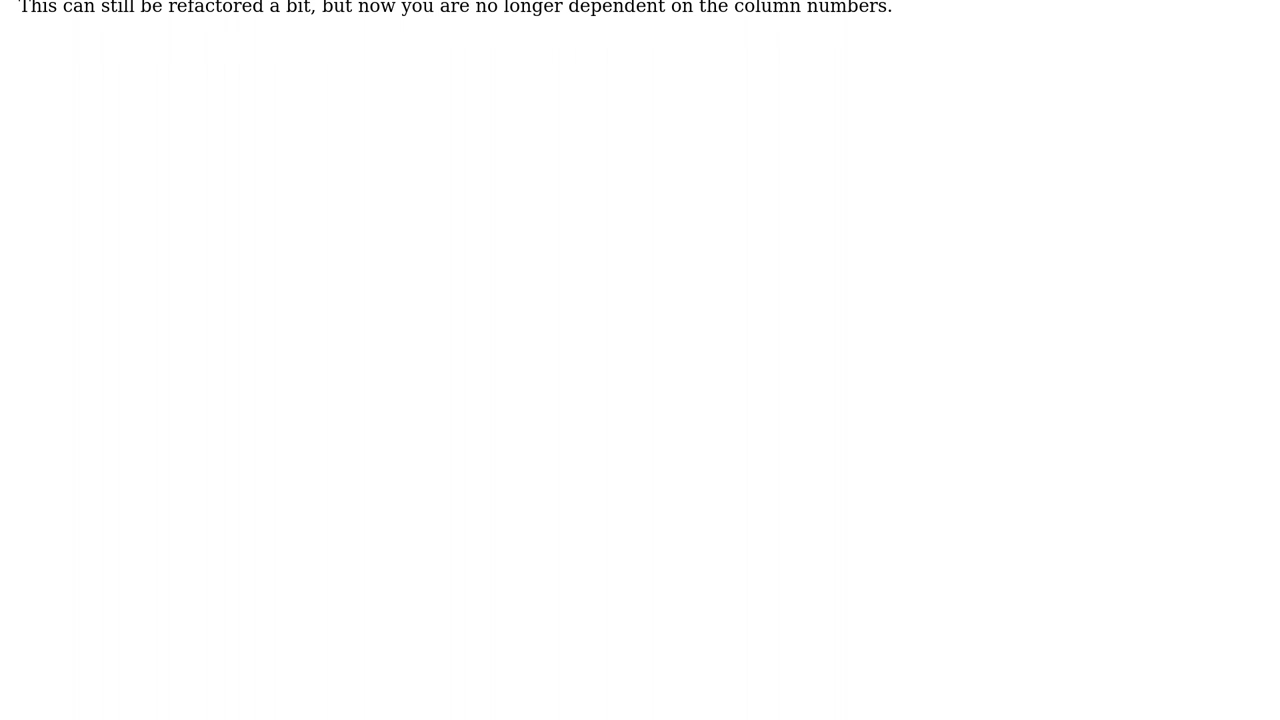 This can still be refactored a bit, but now you are no longer dependent on the column numbers.